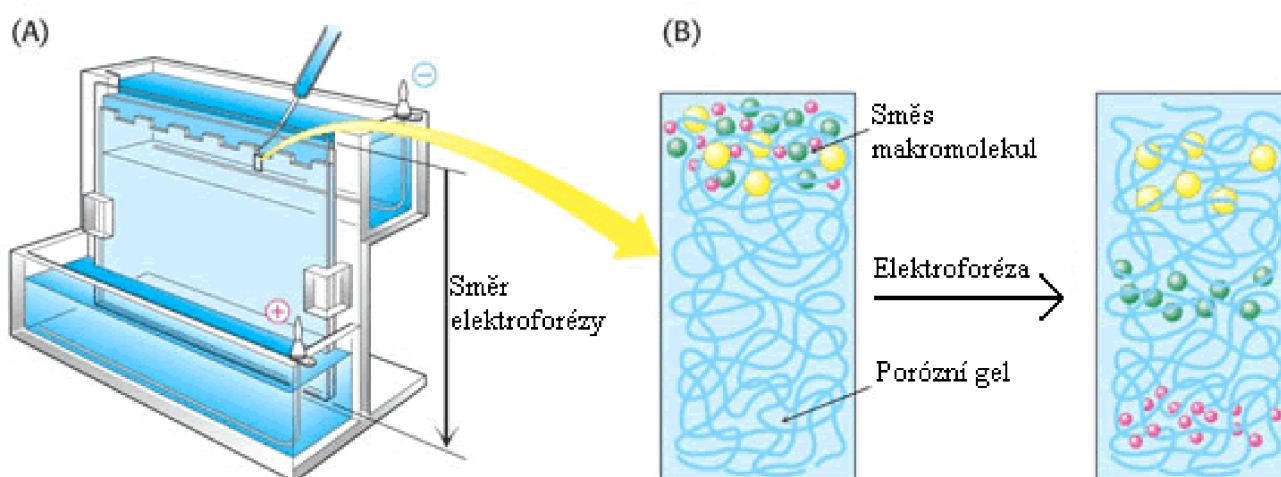 (A)
−
+
Směr
elektroforézy
(B)
Směs
makromolekul
Elektroforéza
Porózní gel